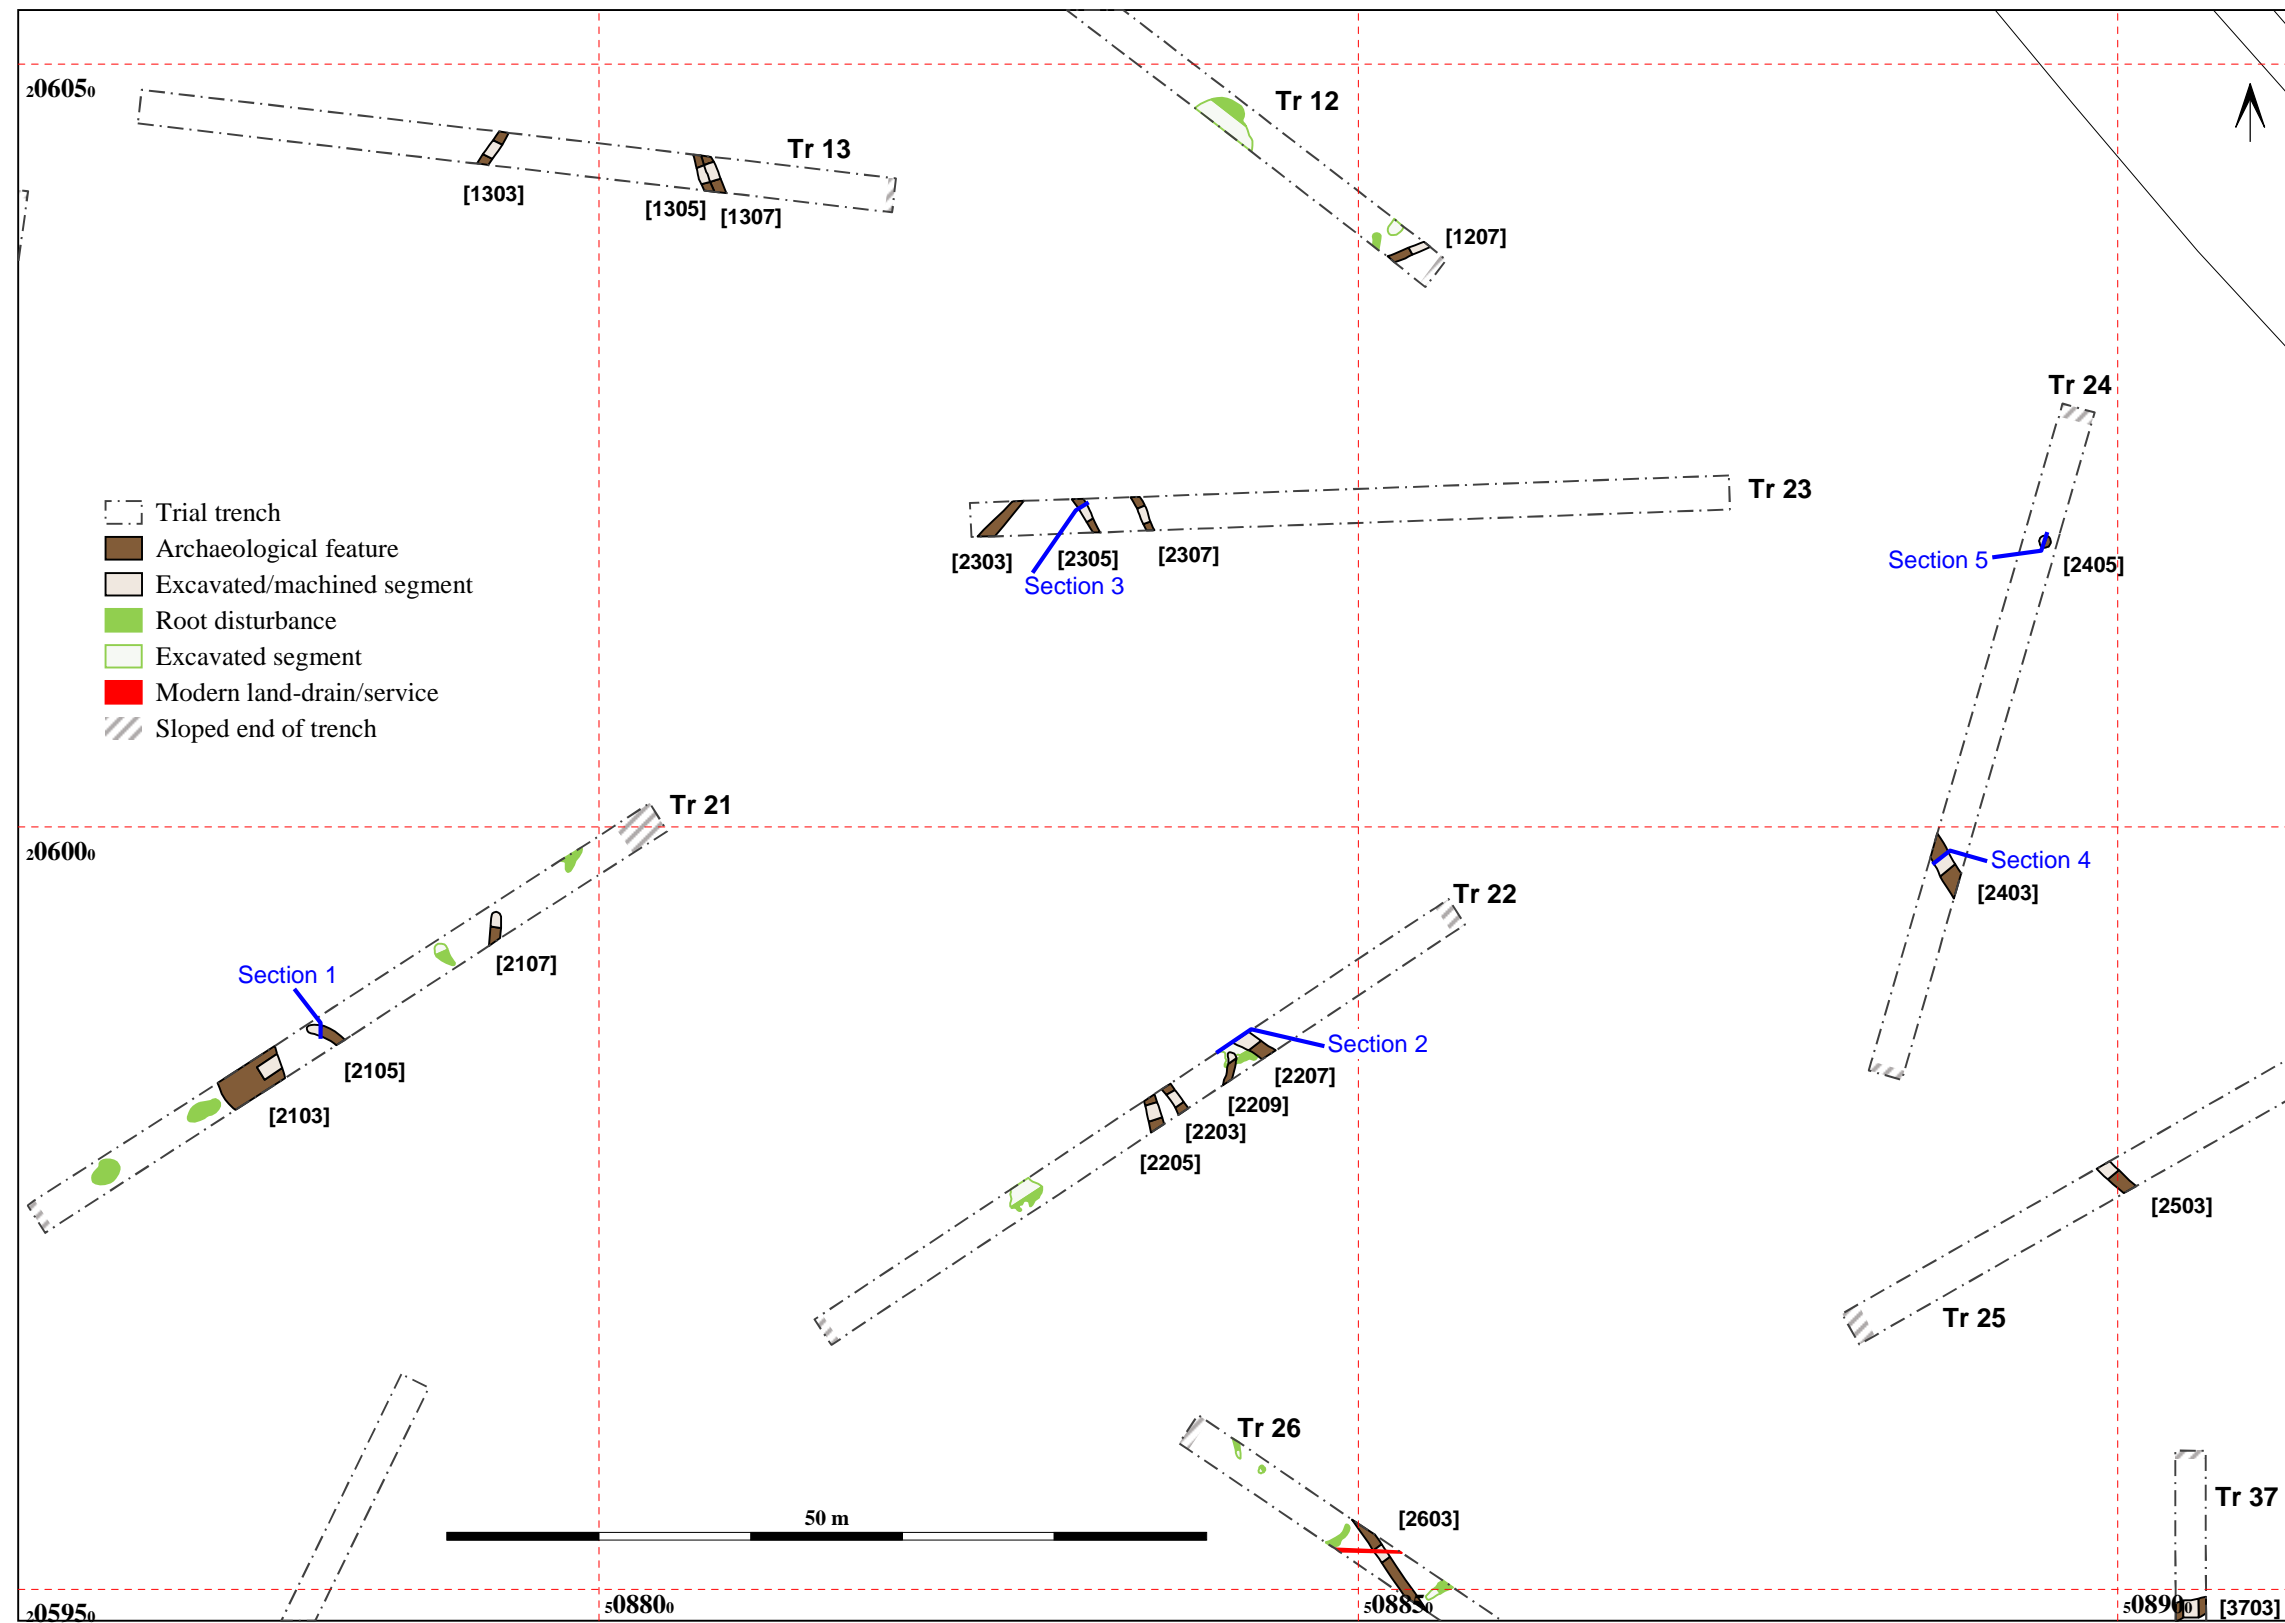 206050
Tr 12
Tr 13
[1303]
[1305]
[1307]
[1207]
Tr 24
Tr 23
[2303]
[2305]
[2307]
Section 3
Section 5
[2405]
Trial trench
Archaeological feature
Excavated/machined segment
Root disturbance
Excavated segment
Modern land-drain/service
Sloped end of trench
Tr 21
206000
Section 4
[2403]
Tr 22
[2107]
Section 1
[2105]
[2103]
Section 2
[2207]
[2209]
[2203]
[2205]
[2503]
Tr 25
Tr 26
50 m
[2603]
Tr 37
205950
508800
508850
508900
[3703]